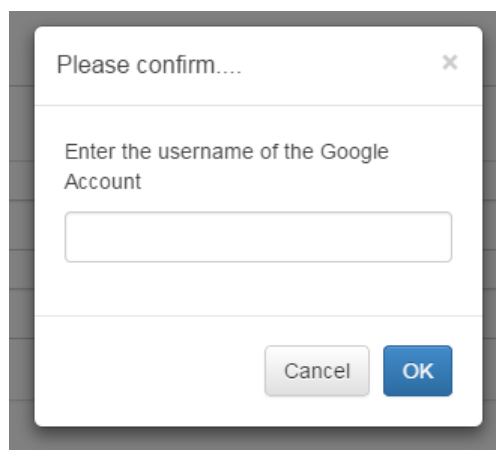 Please confirm.... ×
Enter the username of the Google
Account
Cancel OK